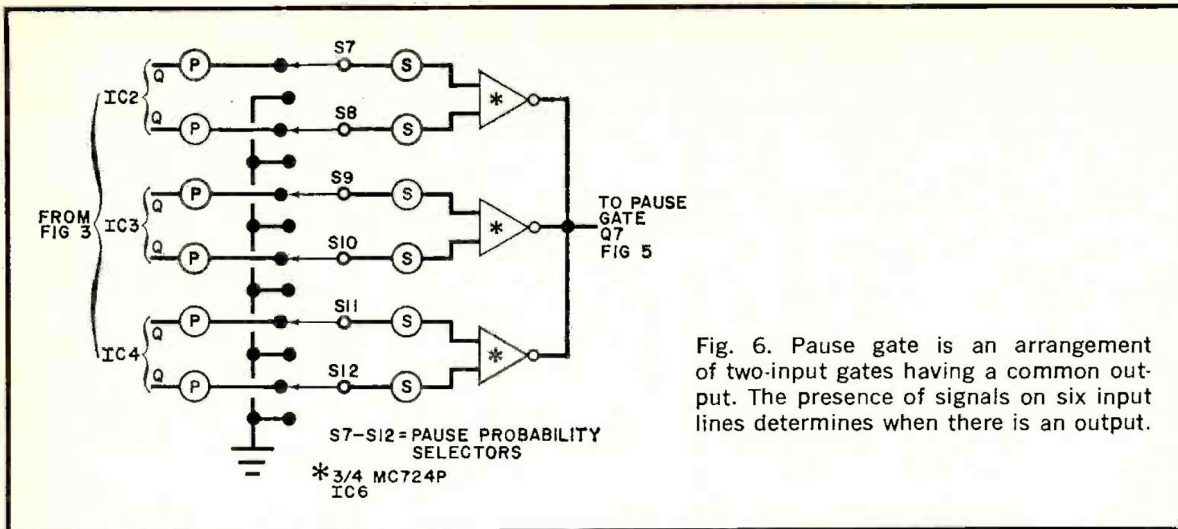 S7
Q
P
S
IC2
*
S8
Q
P
S
S9
Q
P
S
FROM
FIG 3
IC3
*
TO PAUSE
GATE
Q7
FIG 5
S10
Q
P
S
S11
Q
P
S
IC4
*
S12
Q
P
S
S7-S12 = PAUSE PROBABILITY
SELECTORS
* 3/4 MC724P
IC6
Fig. 6. Pause gate is an arrangement
of two-input gates having a common out-
put. The presence of signals on six input
lines determines when there is an output.